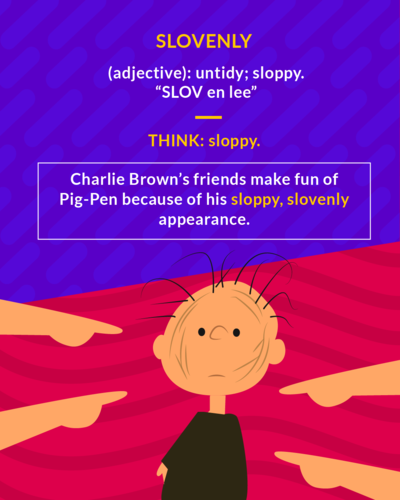 SLOVENLY
(adjective): untidy; sloppy.
“SLOV en lee”
THINK: sloppy.
Charlie Brown’s friends make fun of
Pig-Pen because of his sloppy, slovenly
appearance.